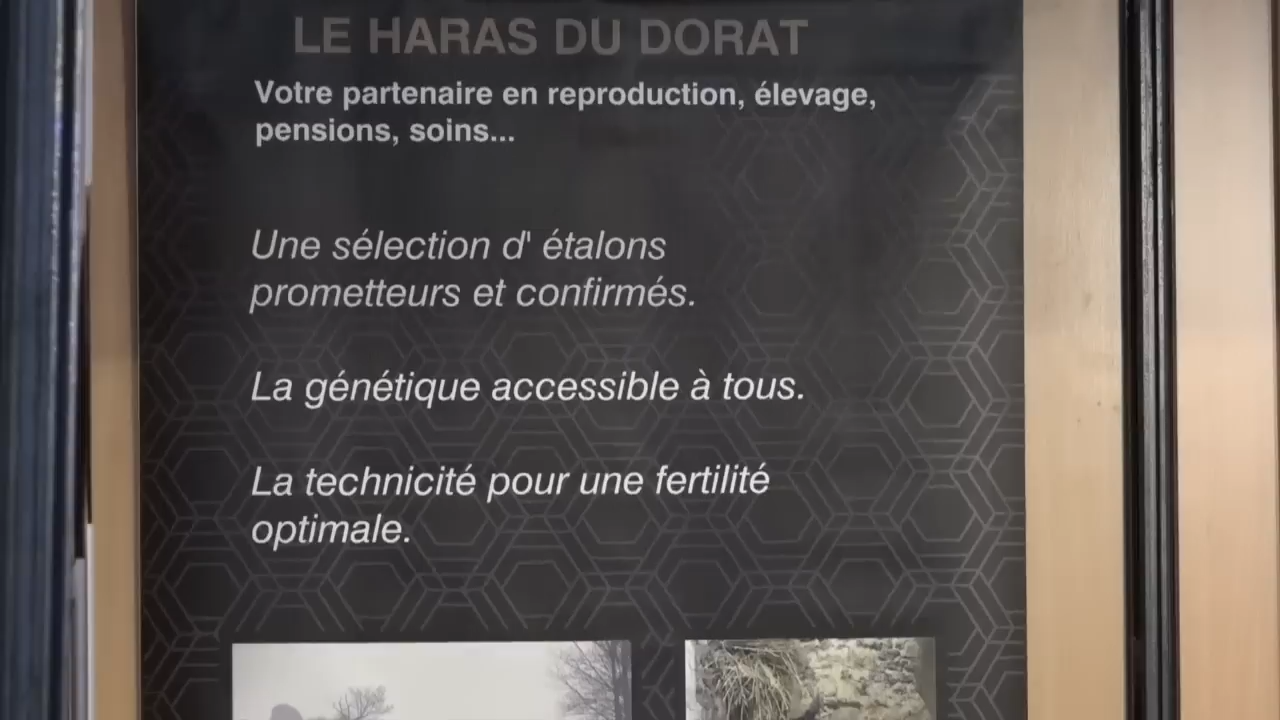 LE HARAS DU DORAT
Votre partenaire en reproduction, élevage,
pensions, soins...
Une sélection d' étalons
prometteurs et confirmés.
La génétique accessible à tous.
La technicité pour une fertilité
optimale.